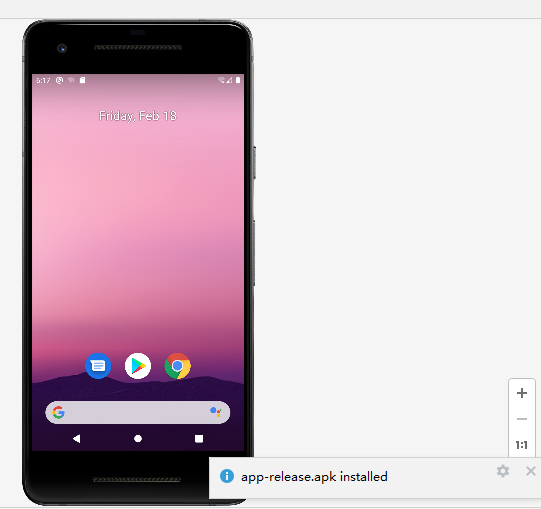 6:17
Friday, Feb 18
1:1
app-release.apk installed